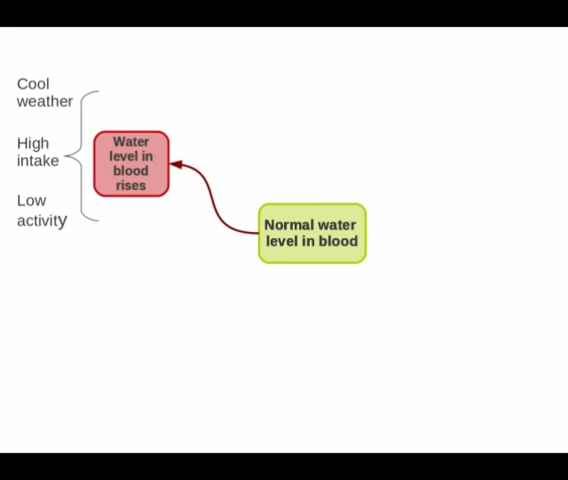 Cool
weather
High
intake
Low
activity
Water
level in
blood
rises
Normal water
level in blood